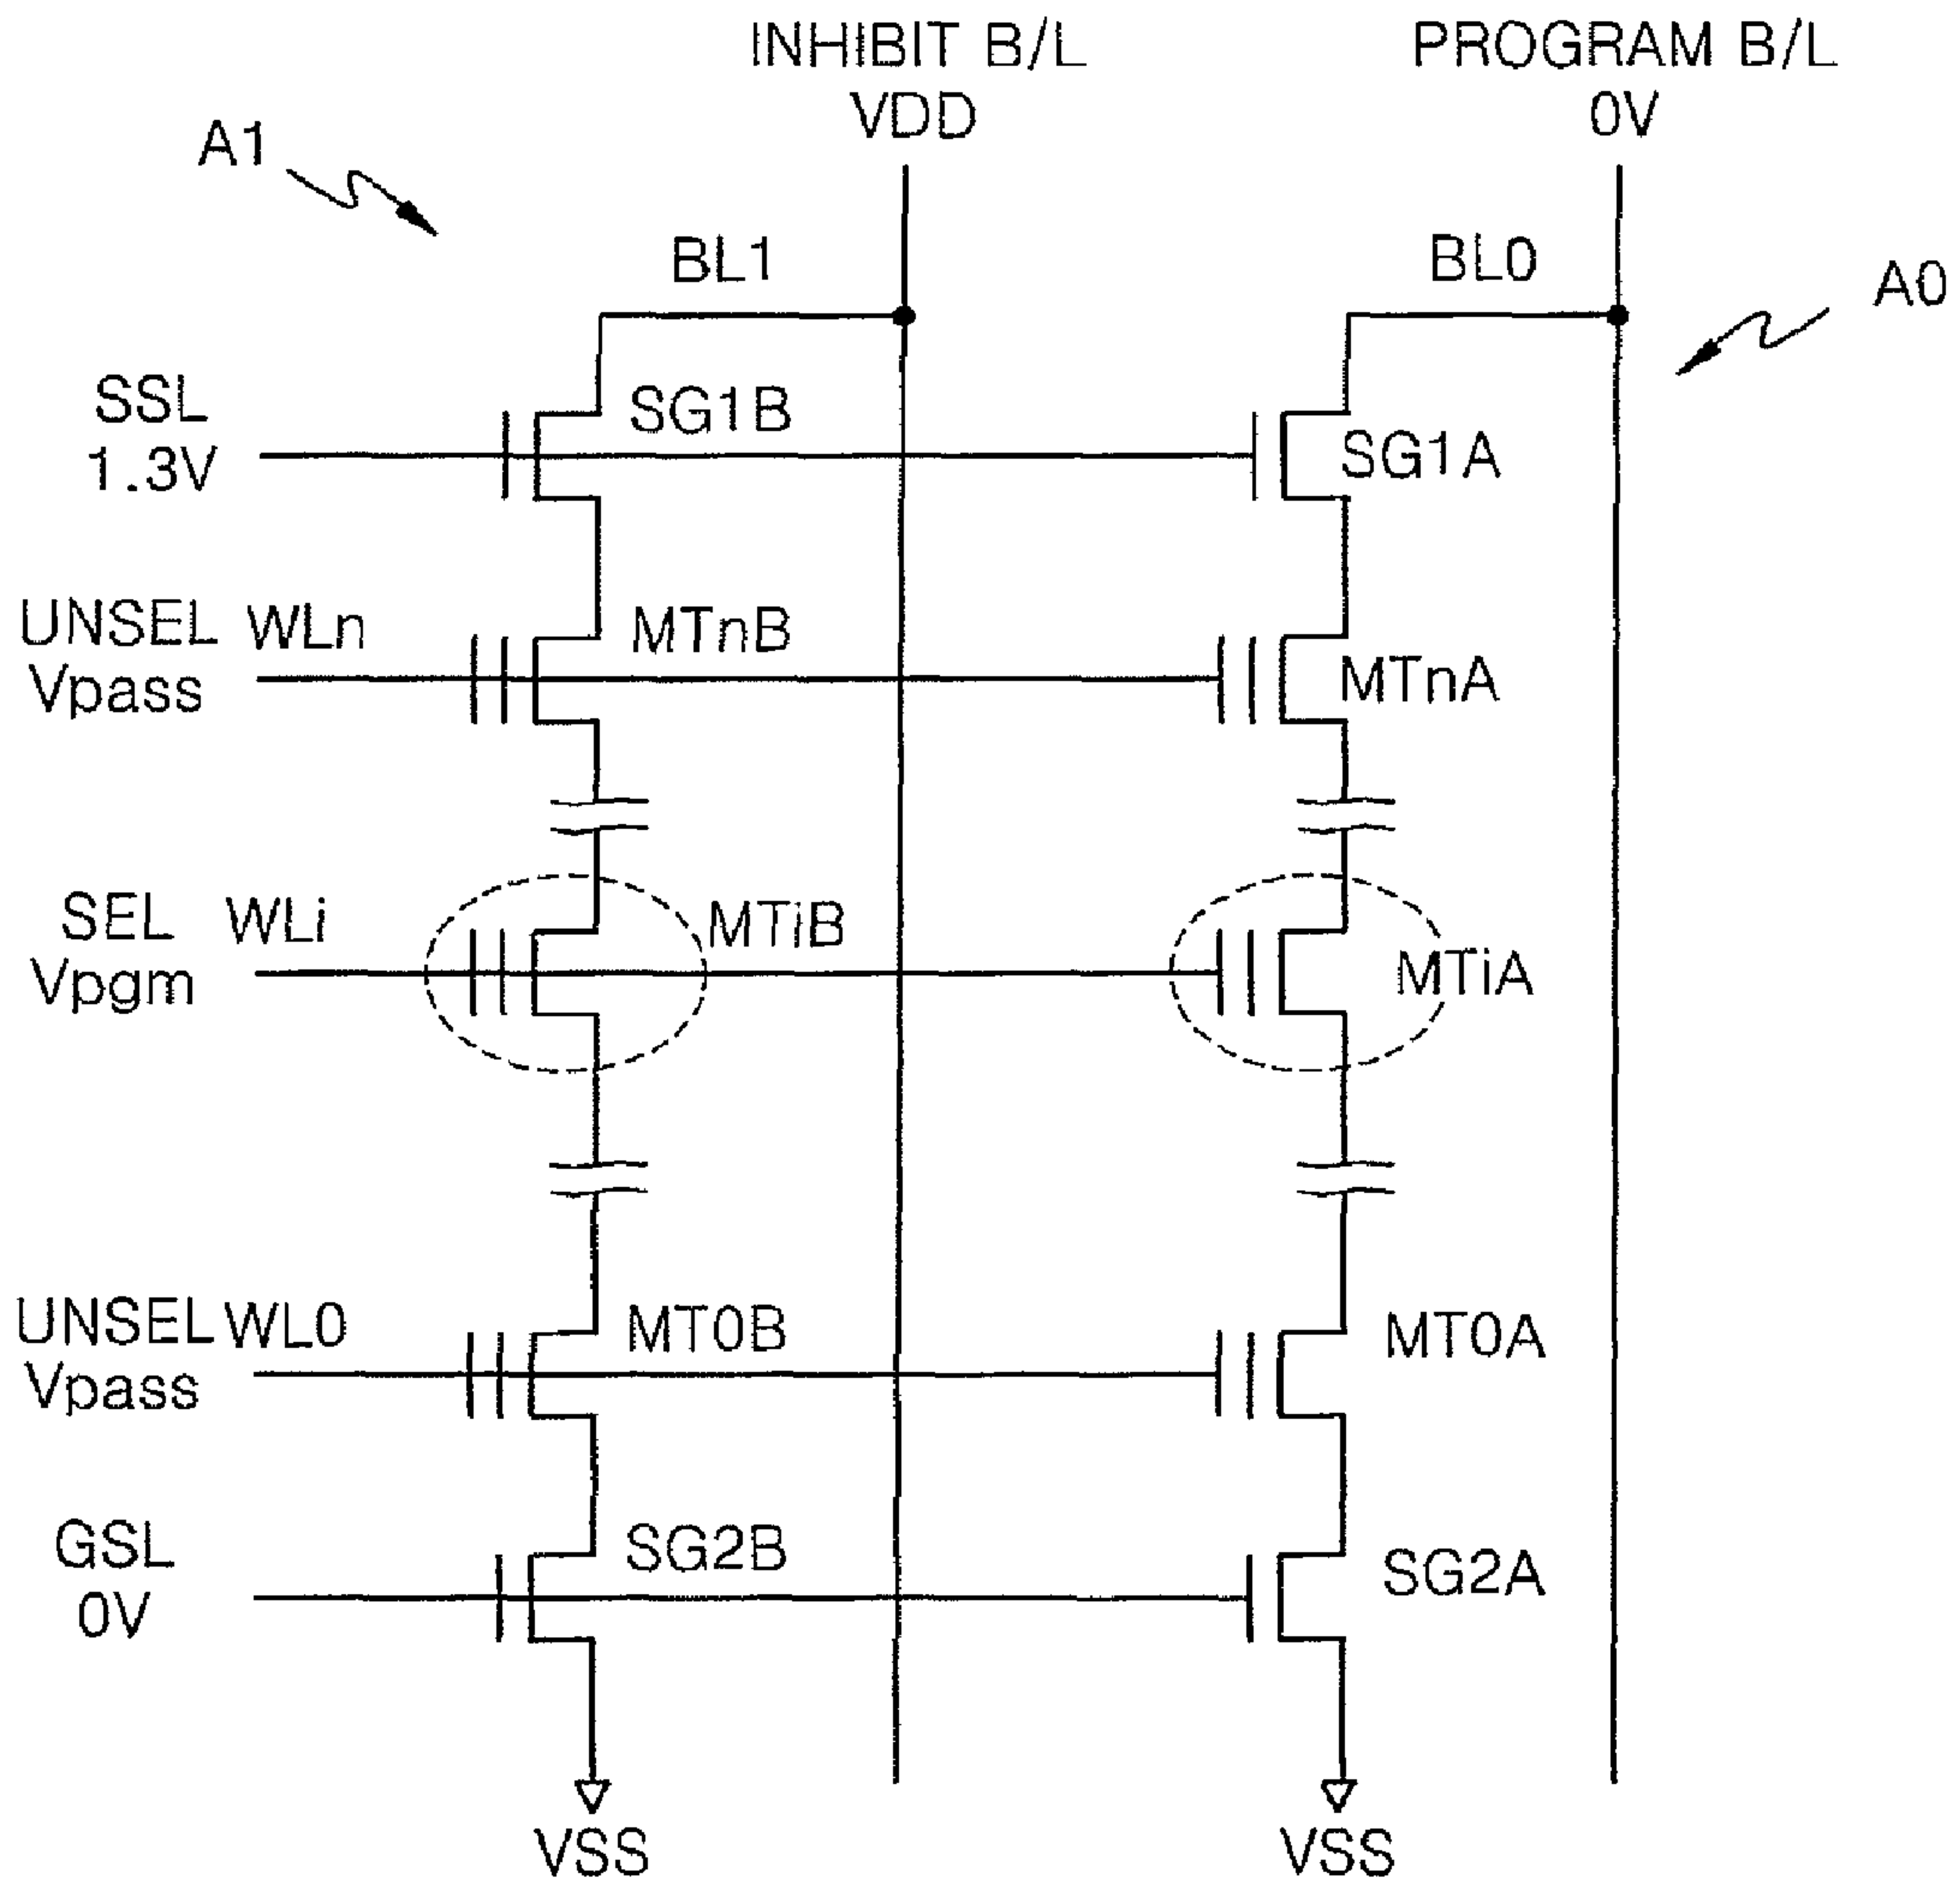 INHIBIT B/L
VDD
PROGRAM B/L
0V
A1
BL1
BL0
A0
SSL
1.3V
SG1B
SG1A
UNSEL WLn
Vpass
MTnB
MTnA
SEL WLi
Vpgm
MTiB
MTiA
UNSEL WL0
Vpass
MT0B
MT0A
GSL
0V
SG2B
SG2A
VSS
VSS